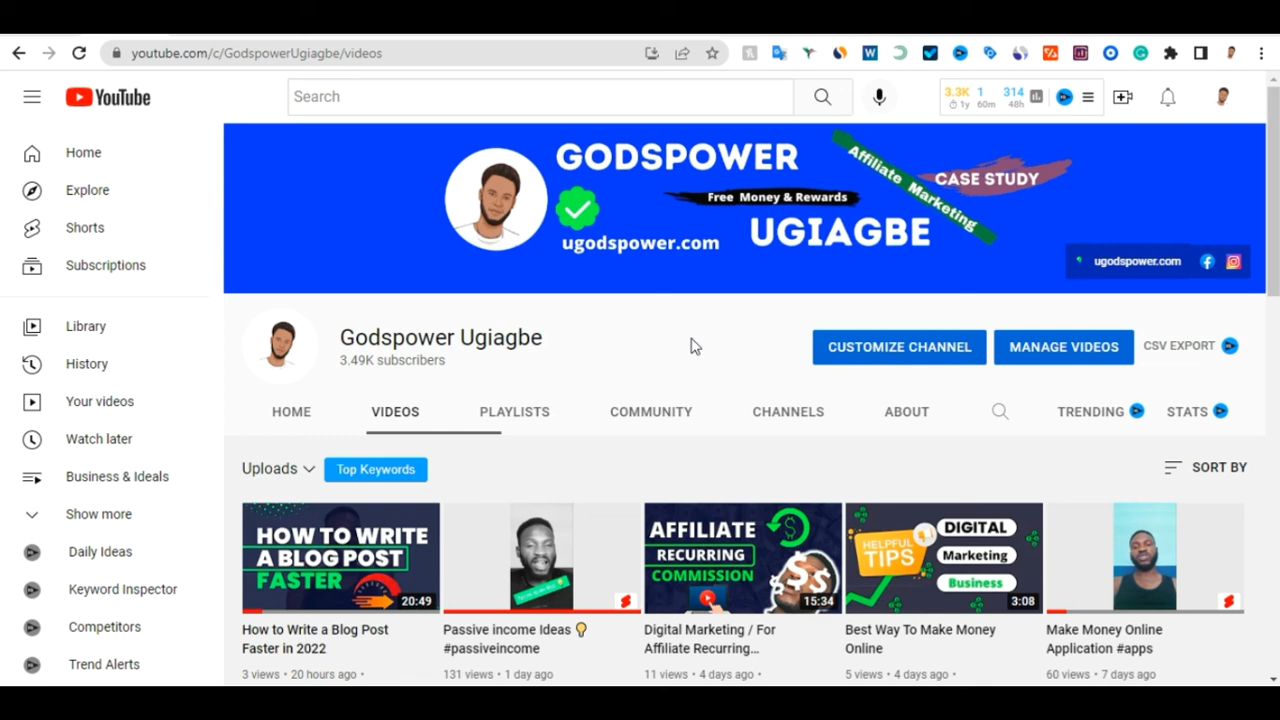 youtube.com/c/GodspowerUgiagbe/videos
YouTube
Search
3.3K 1 314
1y 60m 48h
Home
Explore
Shorts
Subscriptions
Library
History
Your videos
Watch later
Business & Ideals
Show more
Daily Ideas
Keyword Inspector
Competitors
Trend Alerts
GODSPOWER
Free Money & Rewards
UGIAGBE
ugodspower.com
Affiliate Marketing
CASE STUDY
ugodspower.com
Godspower Ugiagbe
3.49K subscribers
CUSTOMIZE CHANNEL
MANAGE VIDEOS
CSV EXPORT
HOME
VIDEOS
PLAYLISTS
COMMUNITY
CHANNELS
ABOUT
TRENDING
STATS
Uploads
Top Keywords
SORT BY
HOW TO WRITE
A BLOG POST
FASTER
20:49
How to Write a Blog Post
Faster in 2022
3 views • 20 hours ago •
Passive income Ideas 💡
#passiveincome
131 views • 1 day ago
AFFILIATE
RECURRING
COMMISSION
15:34
Digital Marketing / For
Affiliate Recurring...
11 views • 4 days ago •
HELPFUL
TIPS
DIGITAL
Marketing
Business
3:08
Best Way To Make Money
Online
5 views • 4 days ago •
Make Money Online
Application #apps
60 views • 7 days ago